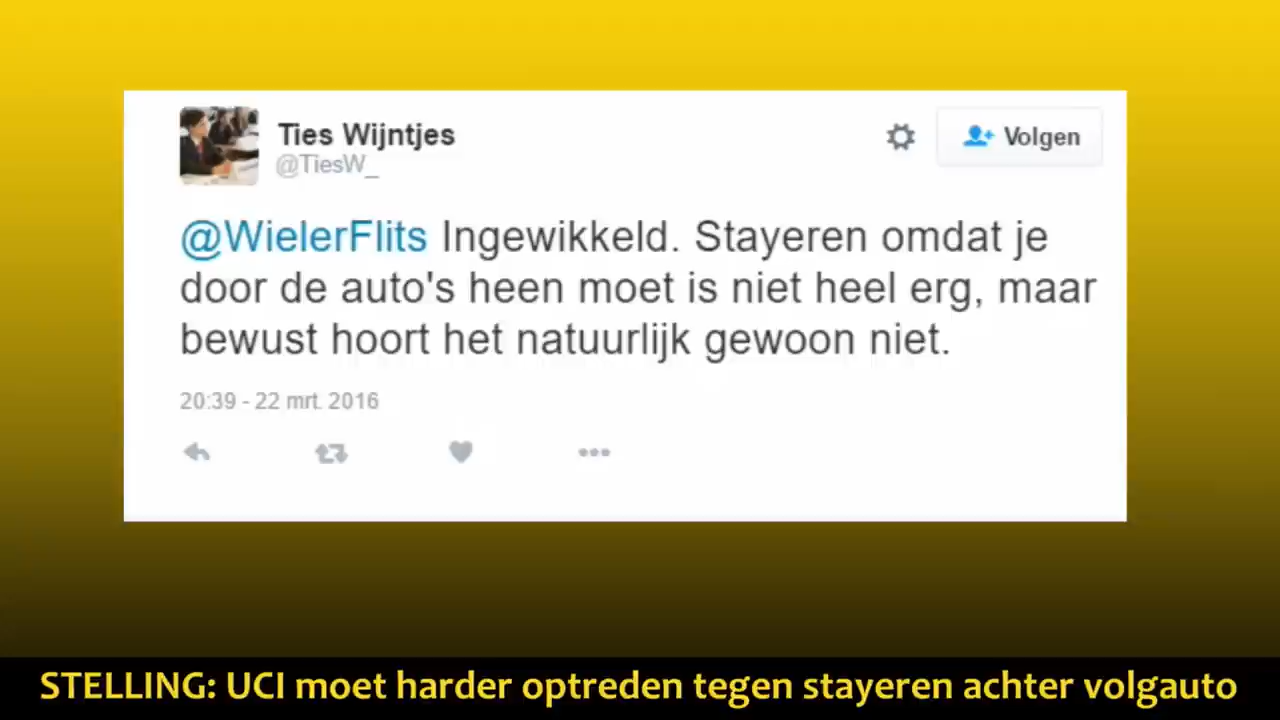 Ties Wijntjes
@TiesW_
Volgen
@WielerFlits Ingewikkeld. Stayeren omdat je
door de auto's heen moet is niet heel erg, maar
bewust hoort het natuurlijk gewoon niet.
20:39 - 22 mrt. 2016
STELLING: UCI moet harder optreden tegen stayeren achter volgauto